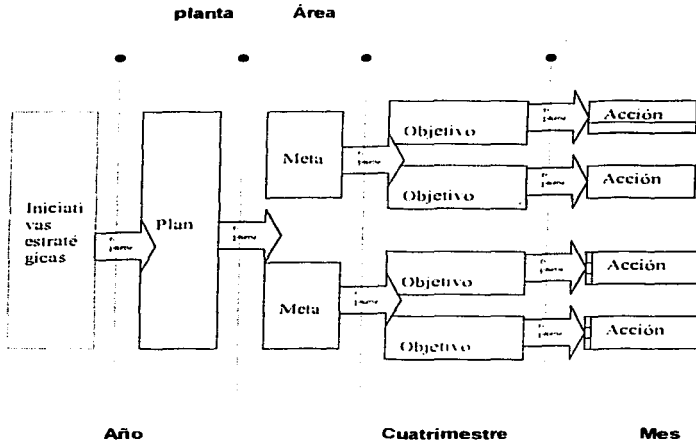 planta
Área
Objetivo
Acción
Meta
Objetivo
Acción
Iniciati
vas
estraté
gicas
Plan
Objetivo
Acción
Meta
Objetivo
Acción
Año
Cuatrimestre
Mes